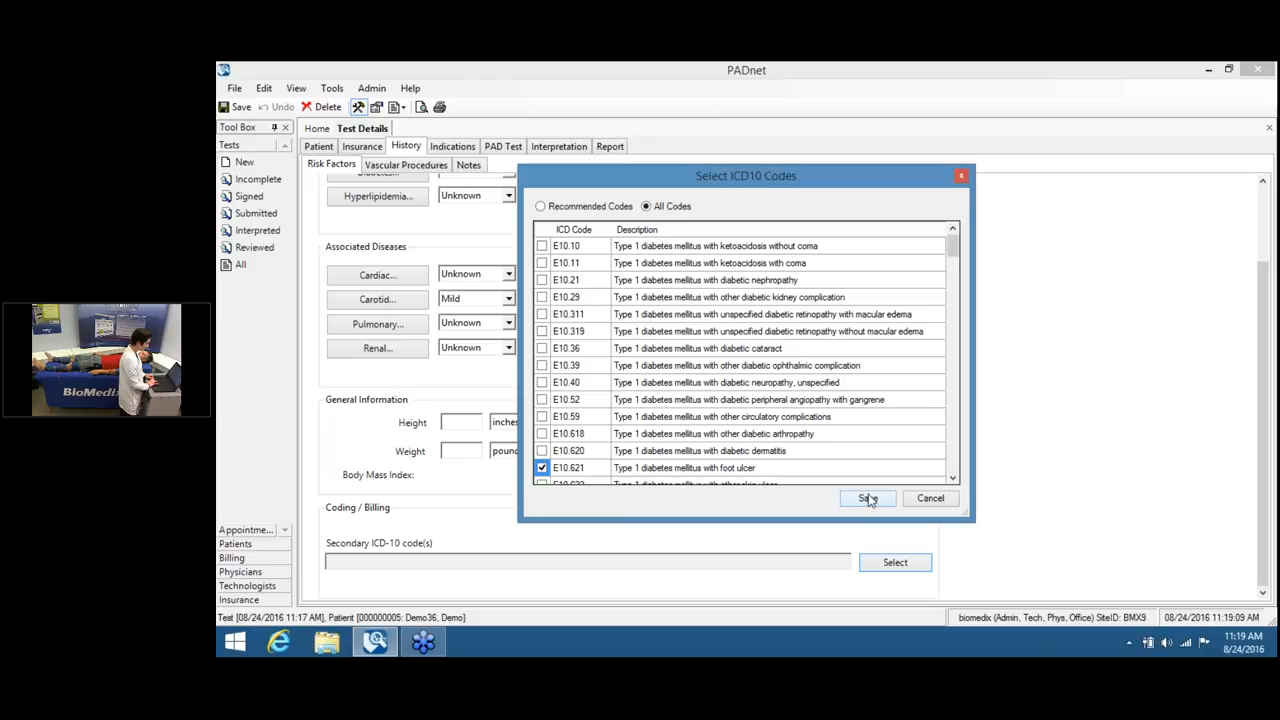 PADnet
File Edit View Tools Admin Help
Save Undo Delete
Tool Box
Home Test Details
Tests
Patient Insurance History Indications PAD Test Interpretation Report
New
Incomplete
Signed
Submitted
Interpreted
Reviewed
All
Risk Factors Vascular Procedures Notes
Hyperlipidemia... Unknown
Associated Diseases
Cardiac... Unknown
Carotid... Mild
Pulmonary... Unknown
Renal... Unknown
General Information
Height inches
Weight
Body Mass Index:
Coding / Billing
Secondary ICD-10 code(s)
Select
Select ICD10 Codes
Recommended Codes All Codes
ICD Code Description
E10.10 Type 1 diabetes mellitus with ketoacidosis without coma
E10.11 Type 1 diabetes mellitus with ketoacidosis with coma
E10.21 Type 1 diabetes mellitus with diabetic nephropathy
E10.29 Type 1 diabetes mellitus with other diabetic kidney complication
E10.311 Type 1 diabetes mellitus with unspecified diabetic retinopathy with macular edema
E10.319 Type 1 diabetes mellitus with unspecified diabetic retinopathy without macular edema
E10.36 Type 1 diabetes mellitus with diabetic cataract
E10.39 Type 1 diabetes mellitus with other diabetic ophthalmic complication
E10.40 Type 1 diabetes mellitus with diabetic neuropathy, unspecified
E10.52 Type 1 diabetes mellitus with diabetic peripheral angiopathy with gangrene
E10.59 Type 1 diabetes mellitus with other circulatory complications
E10.618 Type 1 diabetes mellitus with other diabetic arthropathy
E10.620 Type 1 diabetes mellitus with diabetic dermatitis
E10.621 Type 1 diabetes mellitus with foot ulcer
Save Cancel
Appointme...
Patients
Billing
Physicians
Technologists
Insurance
Test [08/24/2016 11:17 AM], Patient [000000005: Demo36, Demo] biomedix (Admin, Tech, Phys, Office) SiteID: BMX9 08/24/2016 11:19:09 AM
11:19 AM
8/24/2016
BioMedix